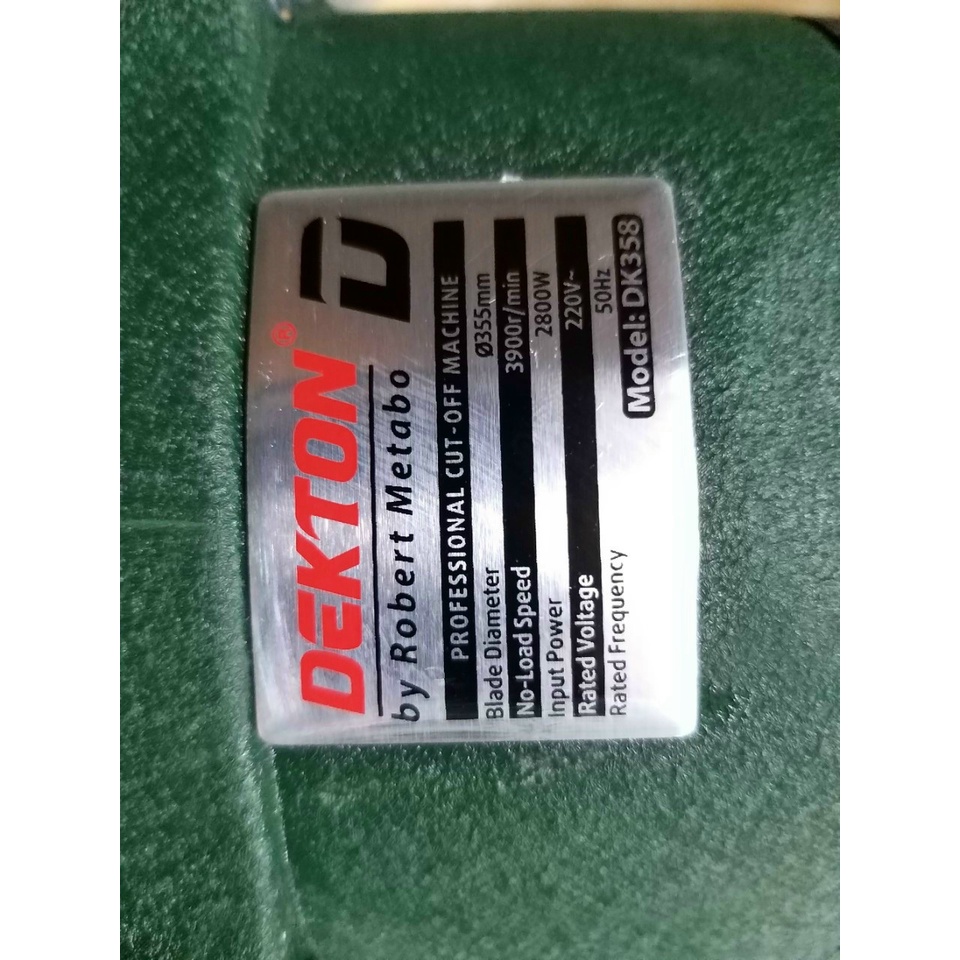 DEKTON®
by Robert Metabo
PROFESSIONAL CUT-OFF MACHINE
Blade Diameter Ø355mm
No-Load Speed 3900r/min
Input Power 2800W
Rated Voltage 220V~
Rated Frequency 50Hz
Model: DK358